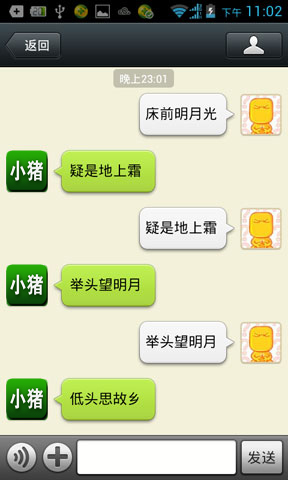 下午 11:02
返回
晚上23:01
床前明月光
小猪
疑是地上霜
疑是地上霜
小猪
举头望明月
举头望明月
小猪
低头思故乡
发送